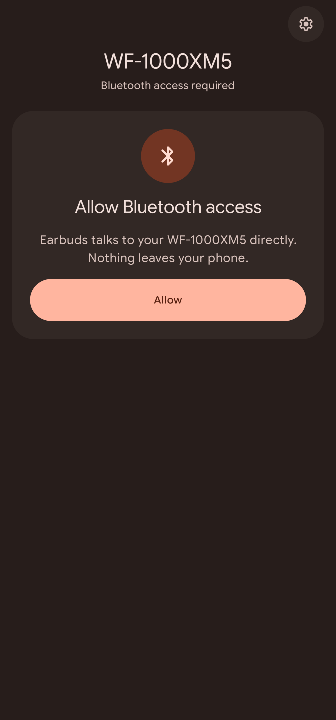 WF-1000XM5
Bluetooth access required
Allow Bluetooth access
Earbuds talks to your WF-1000XM5 directly.
Nothing leaves your phone.
Allow